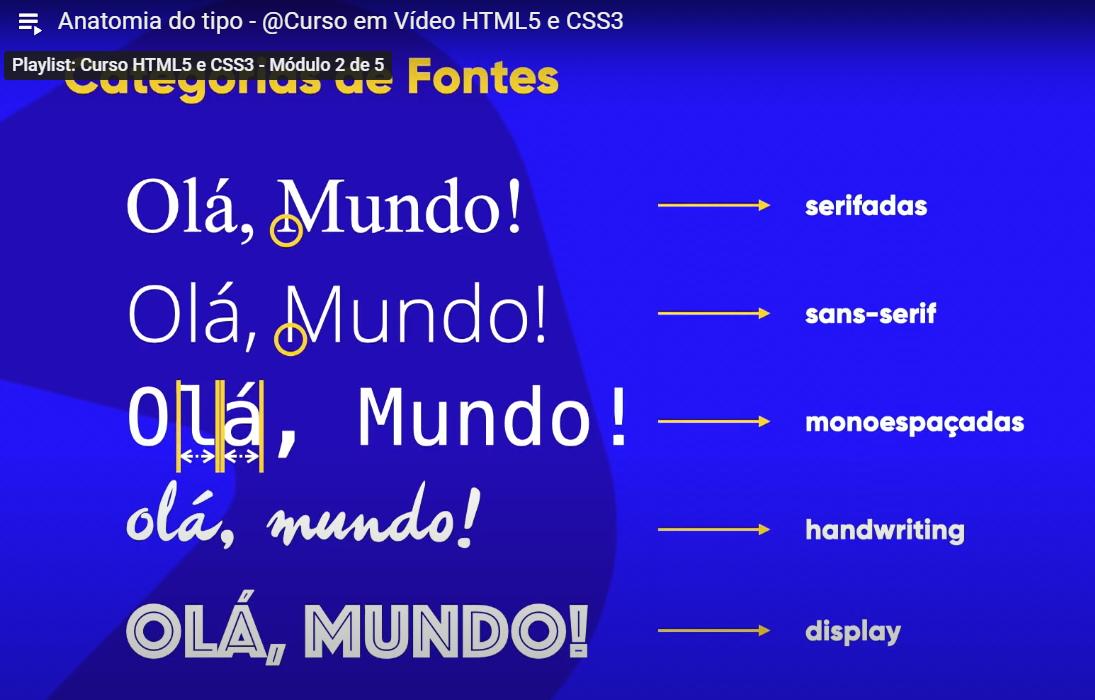 Anatomia do tipo - @Curso em Vídeo HTML5 e CSS3
Playlist: Curso HTML5 e CSS3 - Módulo 2 de 5
Categorias de Fontes
Olá, Mundo! serifadas
Olá, Mundo! sans-serif
Olá, Mundo! monoespaçadas
olá, mundo! handwriting
OLÁ, MUNDO! display